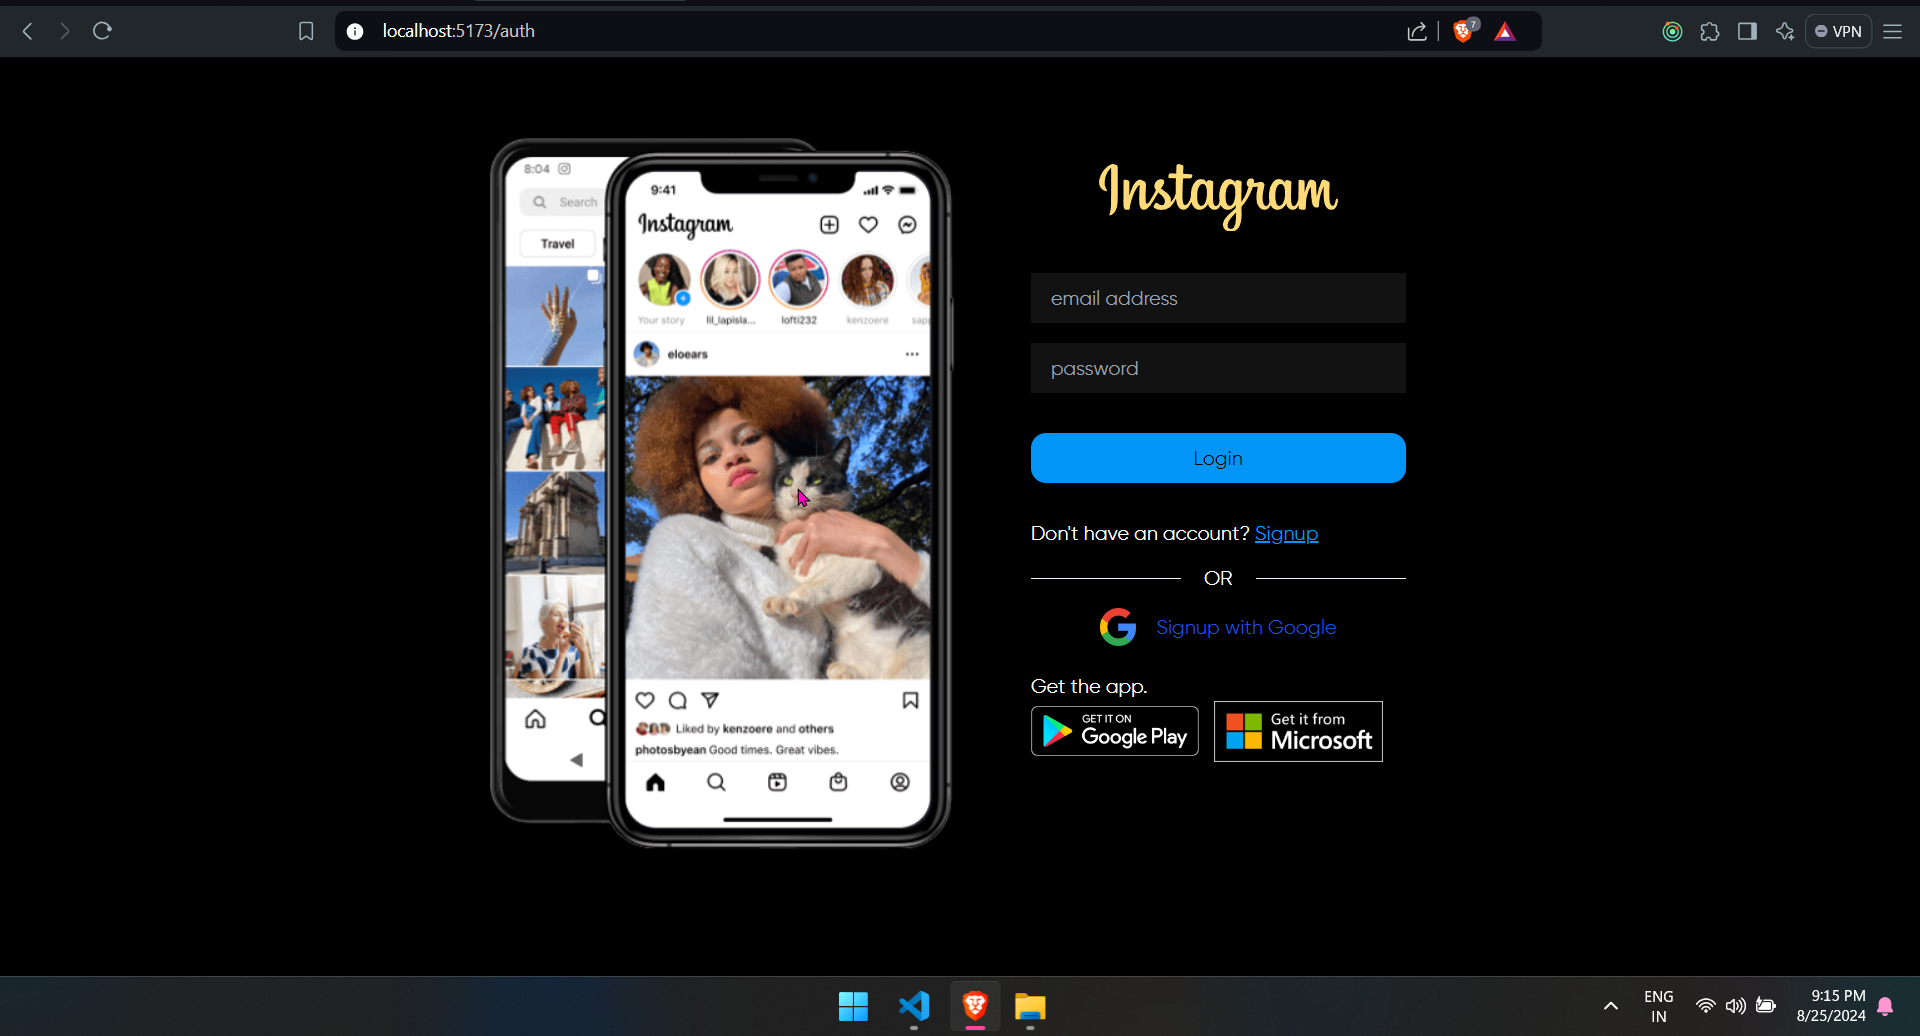 localhost:5173/auth
7
VPN
8:04
Search
Travel
9:41
Instagram
Your story
lil_lapisla...
lofti232
kenzoere
sap
eloears
Liked by kenzoere and others
photosbyean Good times. Great vibes.
Instagram
email address
password
Login
Don't have an account? Signup
OR
Signup with Google
Get the app.
GET IT ON
Google Play
Get it from
Microsoft
ENG
IN
9:15 PM
8/25/2024